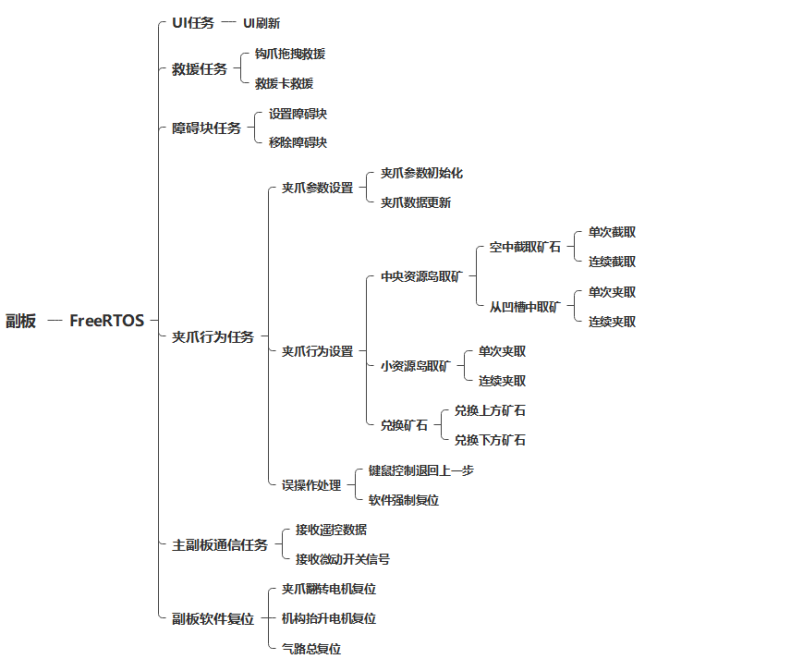 UI任务
UI刷新
钩爪拖拽救援
救援任务
救援卡救援
设置障碍块
障碍块任务
移除障碍块
夹爪参数初始化
夹爪参数设置
夹爪数据更新
单次截取
空中截取矿石
连续截取
中央资源岛取矿
单次夹取
从凹槽中取矿
连续夹取
副板
FreeRTOS
夹爪行为任务
夹爪行为设置
单次夹取
小资源岛取矿
连续夹取
兑换上方矿石
兑换矿石
兑换下方矿石
键鼠控制退回上一步
误操作处理
软件强制复位
接收遥控数据
主副板通信任务
接收微动开关信号
夹爪翻转电机复位
副板软件复位
机构抬升电机复位
气路总复位